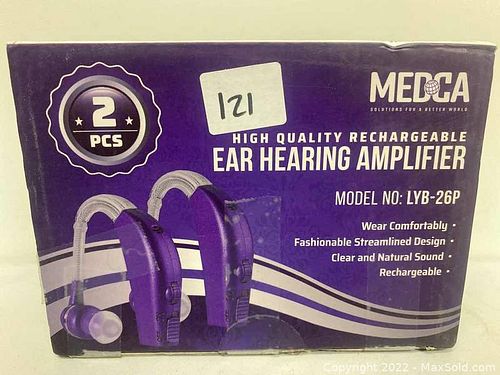 2
PCS
121
MEDCA
SOLUTIONS FOR A BETTER WORLD
HIGH QUALITY RECHARGEABLE
EAR HEARING AMPLIFIER
MODEL NO: LYB-26P
Wear Comfortably •
Fashionable Streamlined Design •
Clear and Natural Sound •
Rechargeable •
Copyright 2022 - MaxSold.com